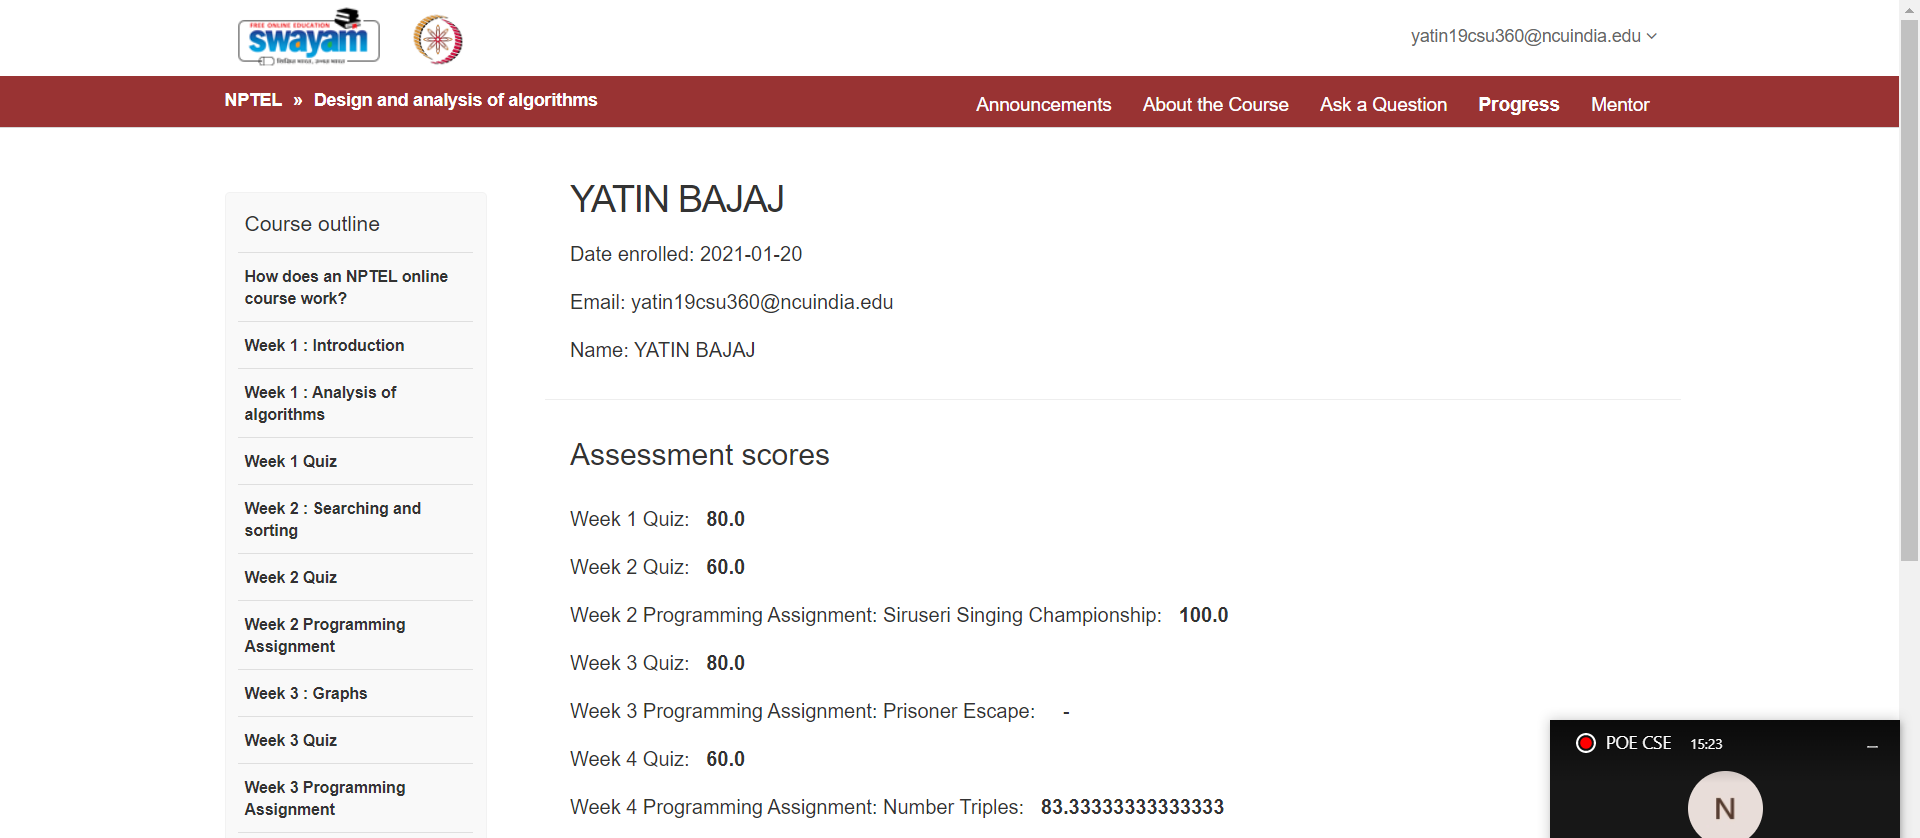 FREE ONLINE EDUCATION
swayam
yatin19csu360@ncuindia.edu
NPTEL » Design and analysis of algorithms
Announcements About the Course Ask a Question Progress Mentor
Course outline
How does an NPTEL online
course work?
Week 1 : Introduction
Week 1 : Analysis of
algorithms
Week 1 Quiz
Week 2 : Searching and
sorting
Week 2 Quiz
Week 2 Programming
Assignment
Week 3 : Graphs
Week 3 Quiz
Week 3 Programming
Assignment
YATIN BAJAJ
Date enrolled: 2021-01-20
Email: yatin19csu360@ncuindia.edu
Name: YATIN BAJAJ
Assessment scores
Week 1 Quiz: 80.0
Week 2 Quiz: 60.0
Week 2 Programming Assignment: Siruseri Singing Championship: 100.0
Week 3 Quiz: 80.0
Week 3 Programming Assignment: Prisoner Escape: -
Week 4 Quiz: 60.0
Week 4 Programming Assignment: Number Triples: 83.33333333333333
POE CSE 15:23
N